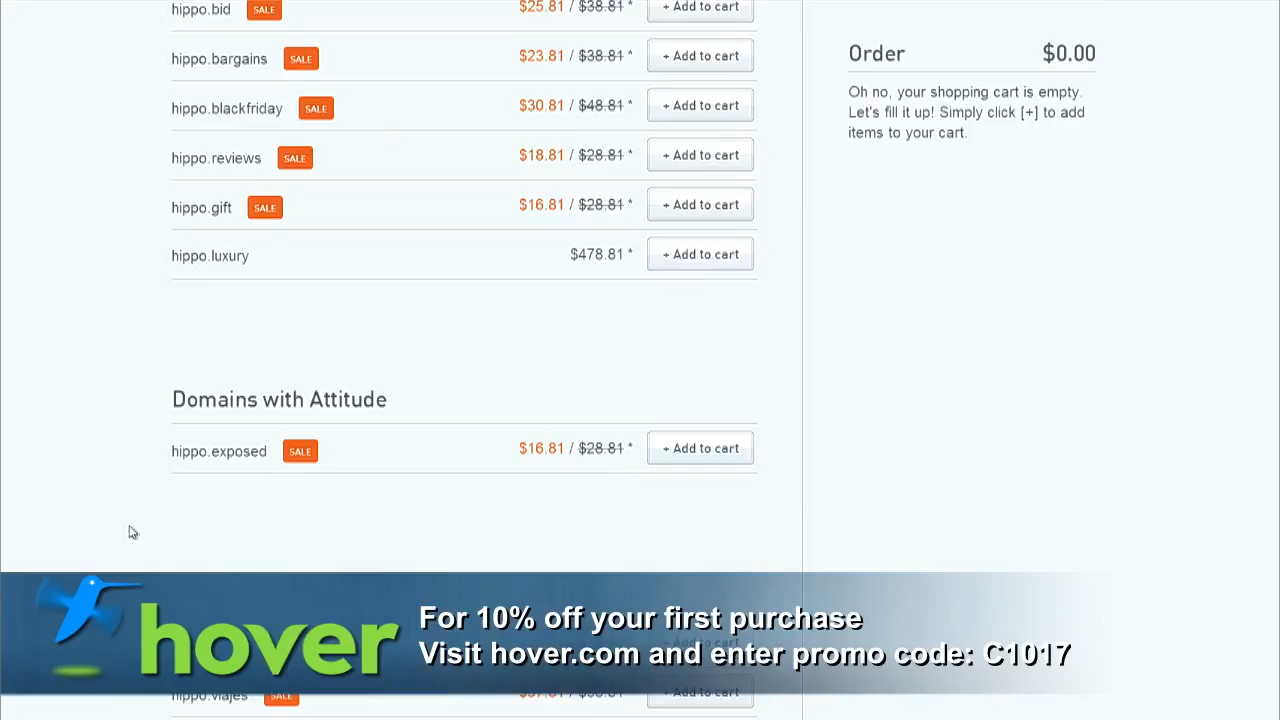 hippo.bid SALE $25.81 / $38.81 * + Add to cart
hippo.bargains SALE $23.81 / $38.81 * + Add to cart
hippo.blackfriday SALE $30.81 / $48.81 * + Add to cart
hippo.reviews SALE $18.81 / $28.81 * + Add to cart
hippo.gift SALE $16.81 / $28.81 * + Add to cart
hippo.luxury $478.81 * + Add to cart
Domains with Attitude
hippo.exposed SALE $16.81 / $28.81 * + Add to cart
Order $0.00
Oh no, your shopping cart is empty.
Let's fill it up! Simply click [+] to add
items to your cart.
hover
For 10% off your first purchase
Visit hover.com and enter promo code: C1017
hippo.viajes SALE + Add to cart